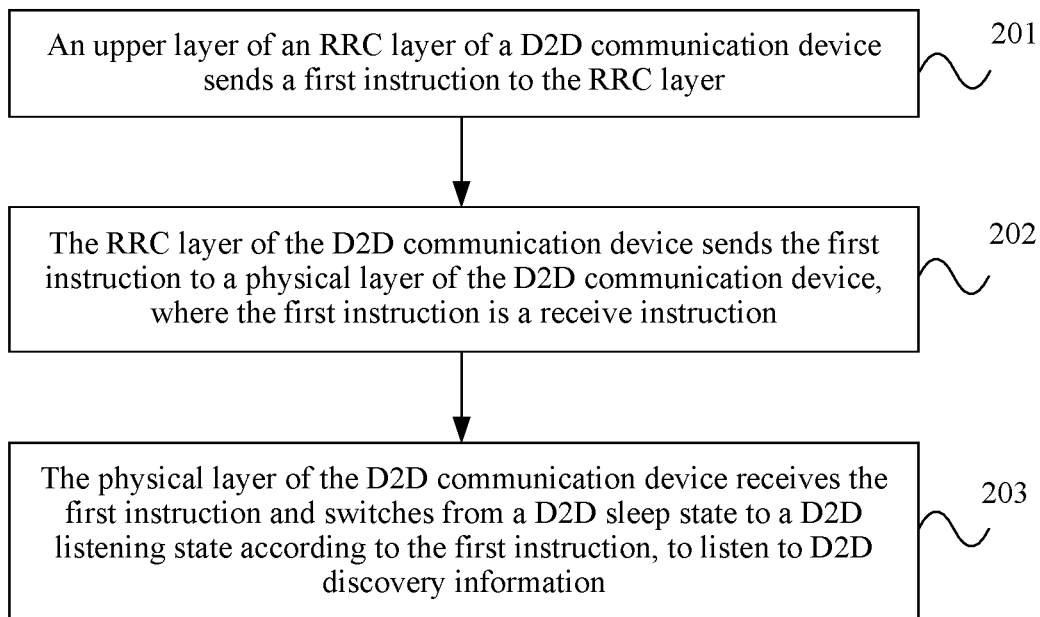 An upper layer of an RRC layer of a D2D communication device
sends a first instruction to the RRC layer
201
The RRC layer of the D2D communication device sends the first
instruction to a physical layer of the D2D communication device,
where the first instruction is a receive instruction
202
The physical layer of the D2D communication device receives the
first instruction and switches from a D2D sleep state to a D2D
listening state according to the first instruction, to listen to D2D
discovery information
203